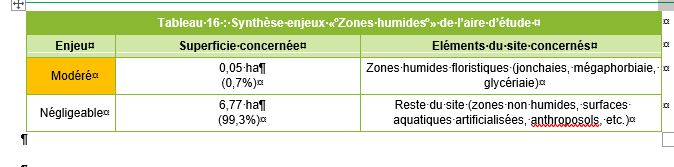 Tableau 16 : Synthèse enjeux « Zones humides » de l'aire d'étude
Enjeu Superficie concernée Eléments du site concernés
Modéré 0,05 ha Zones humides floristiques (jonchaies, mégaphorbiaie,
(0,7%) glycériaie)
Négligeable 6,77 ha Reste du site (zones non humides, surfaces
(99,3%) aquatiques artificialisées, anthroposols, etc.)